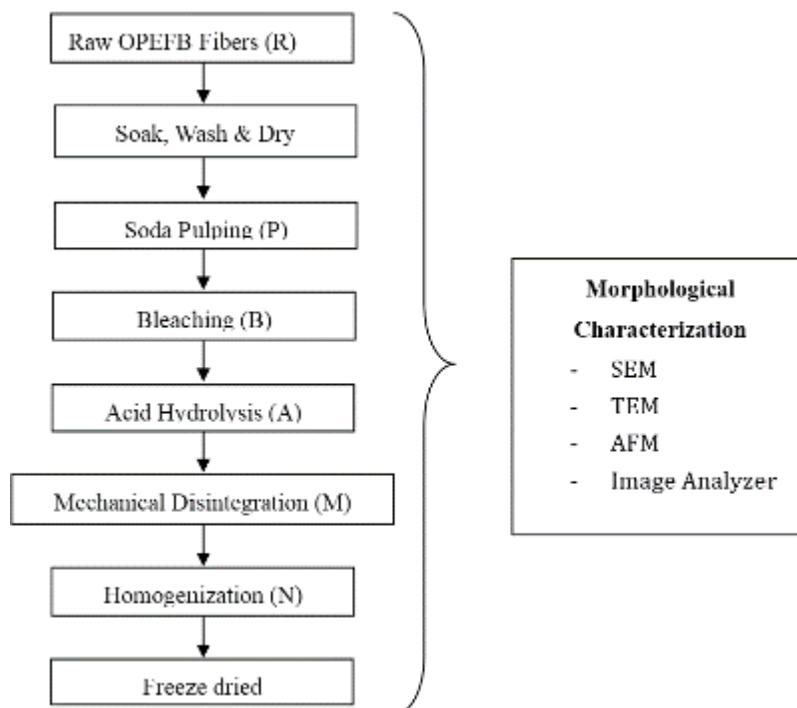 Raw OPEFB Fibers (R)
Soak, Wash & Dry
Soda Pulping (P)
Bleaching (B)
Acid Hydrolysis (A)
Mechanical Disintegration (M)
Homogenization (N)
Freeze dried
Morphological
Characterization
- SEM
- TEM
- AFM
- Image Analyzer